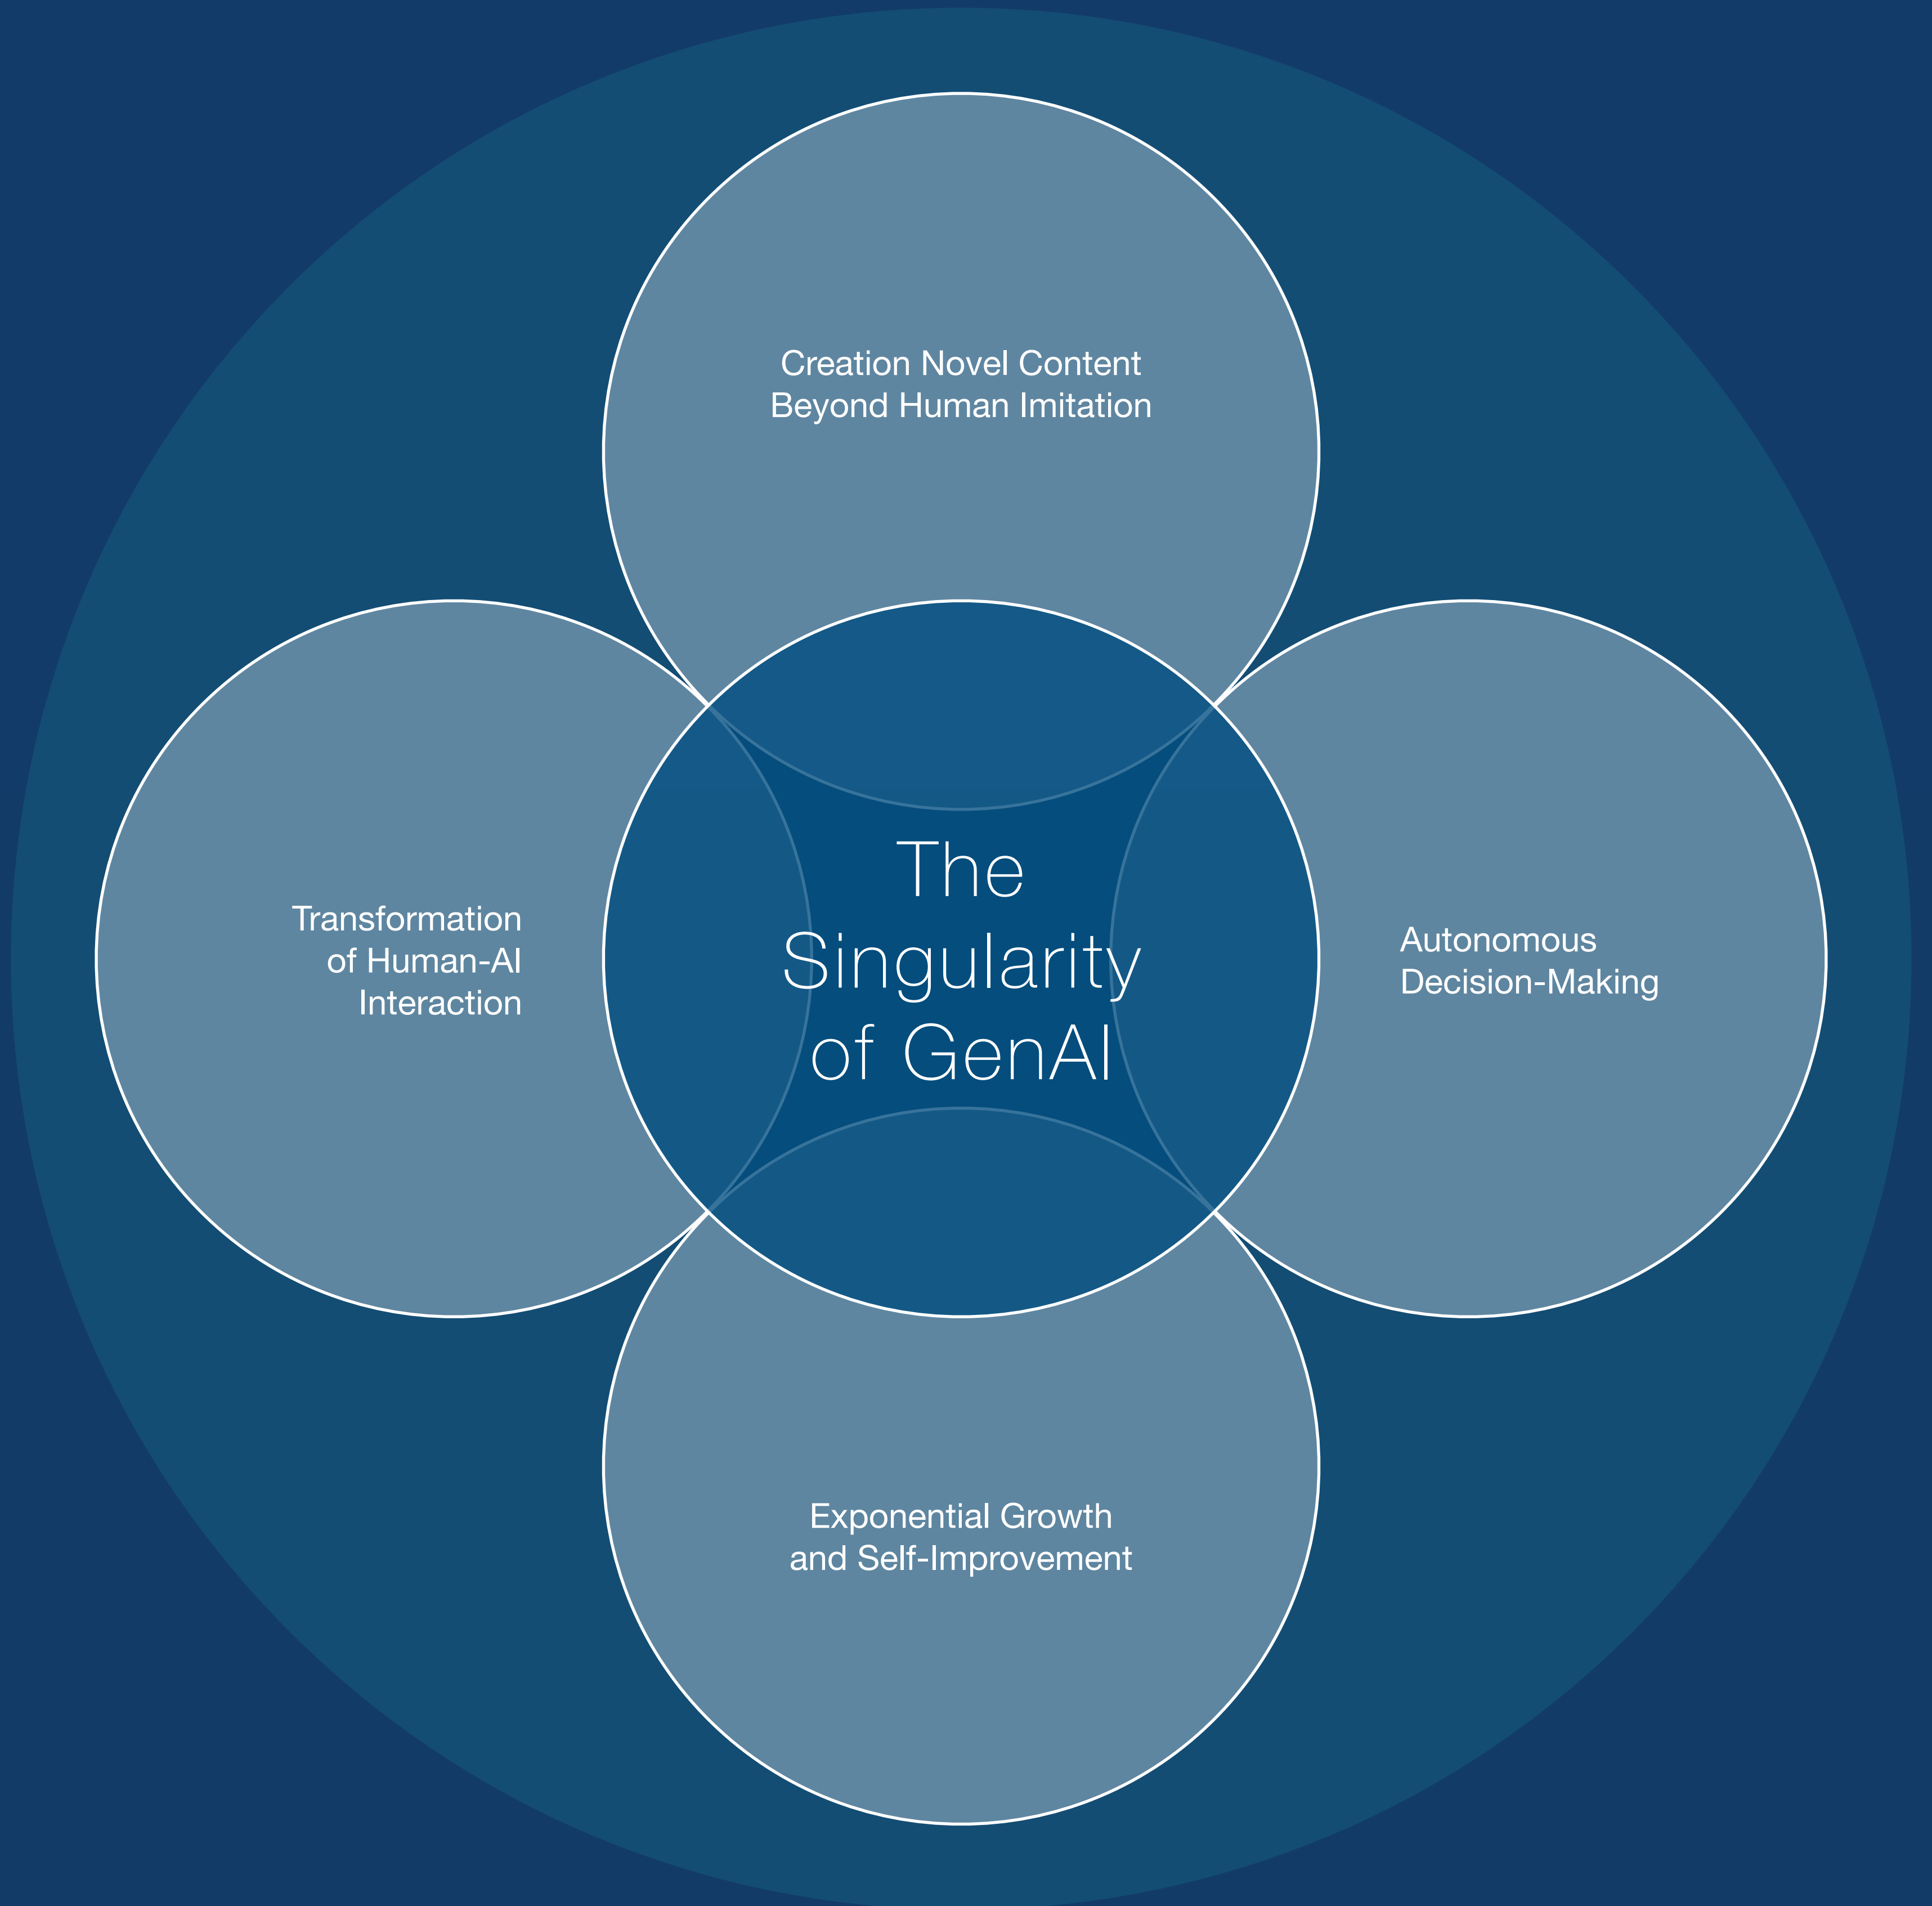 Creation Novel Content
Beyond Human Imitation
Transformation
of Human-AI
Interaction
The
Singularity
of GenAI
Autonomous
Decision-Making
Exponential Growth
and Self-Improvement